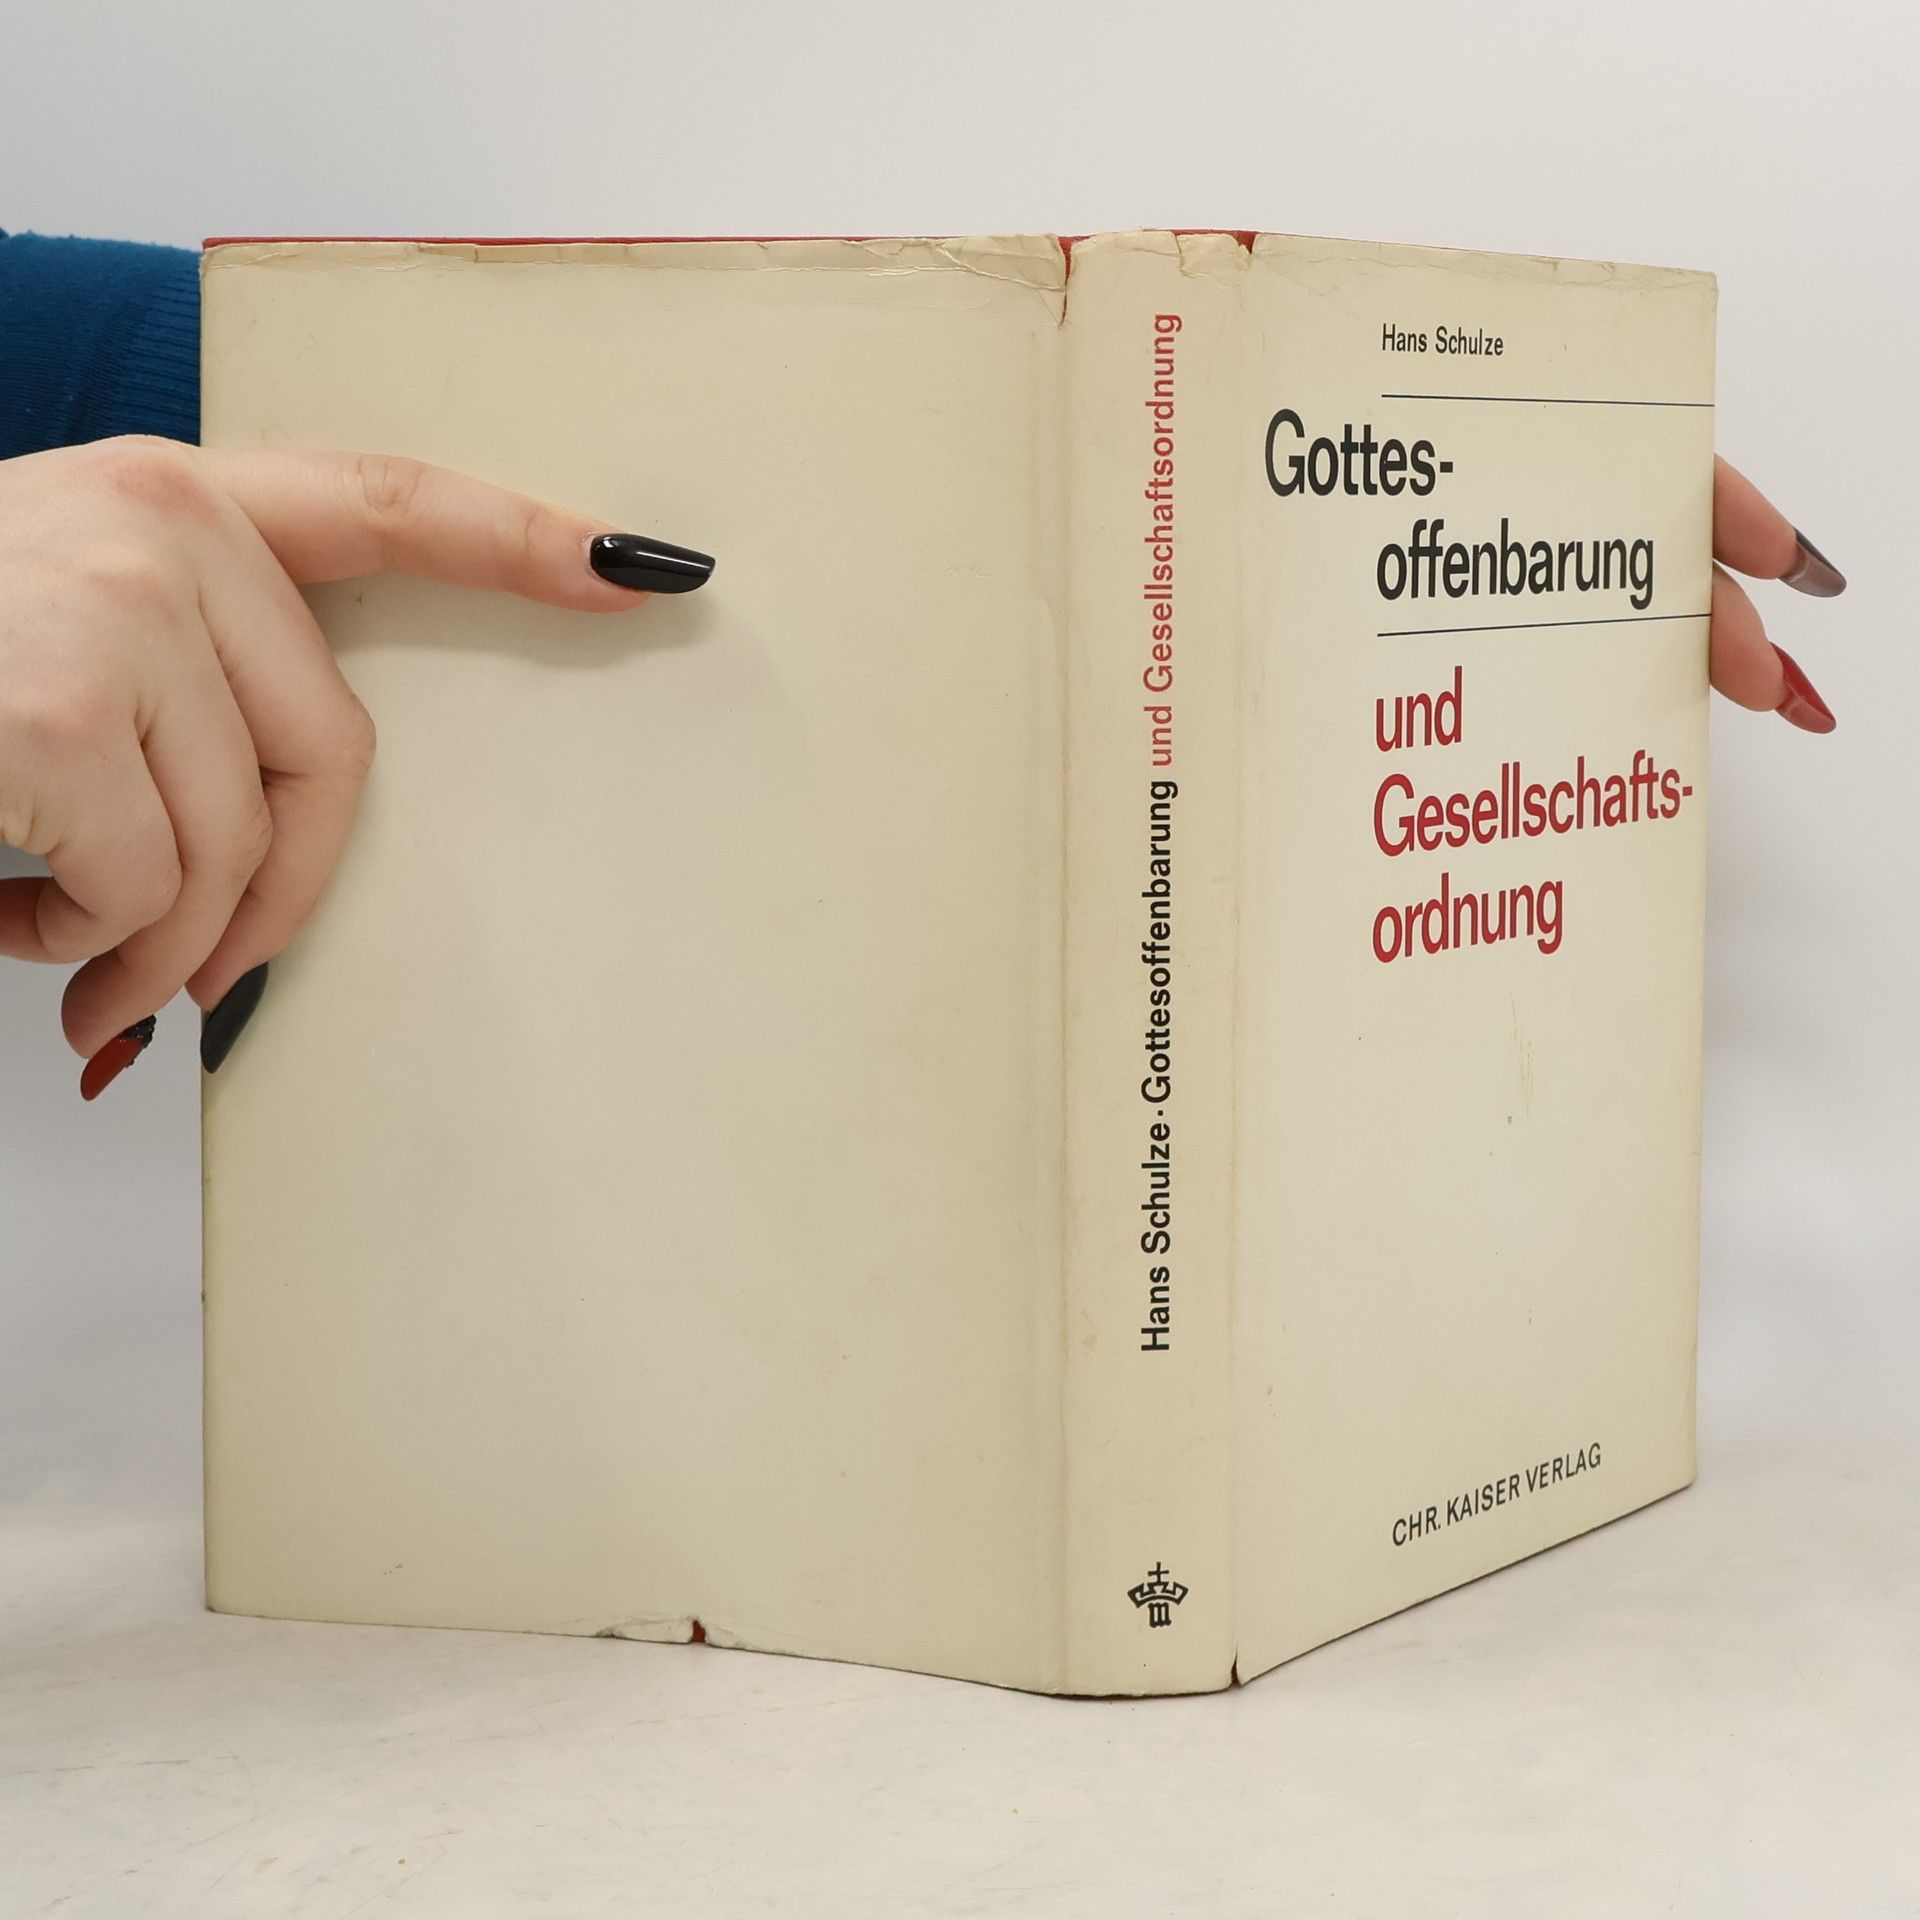 Hans Schulze · Gottesoffenbarung und Gesellschaftsordnung
Hans Schulze
Gottes-
offenbarung
und
Gesellschafts-
ordnung
CHR. KAISER VERLAG